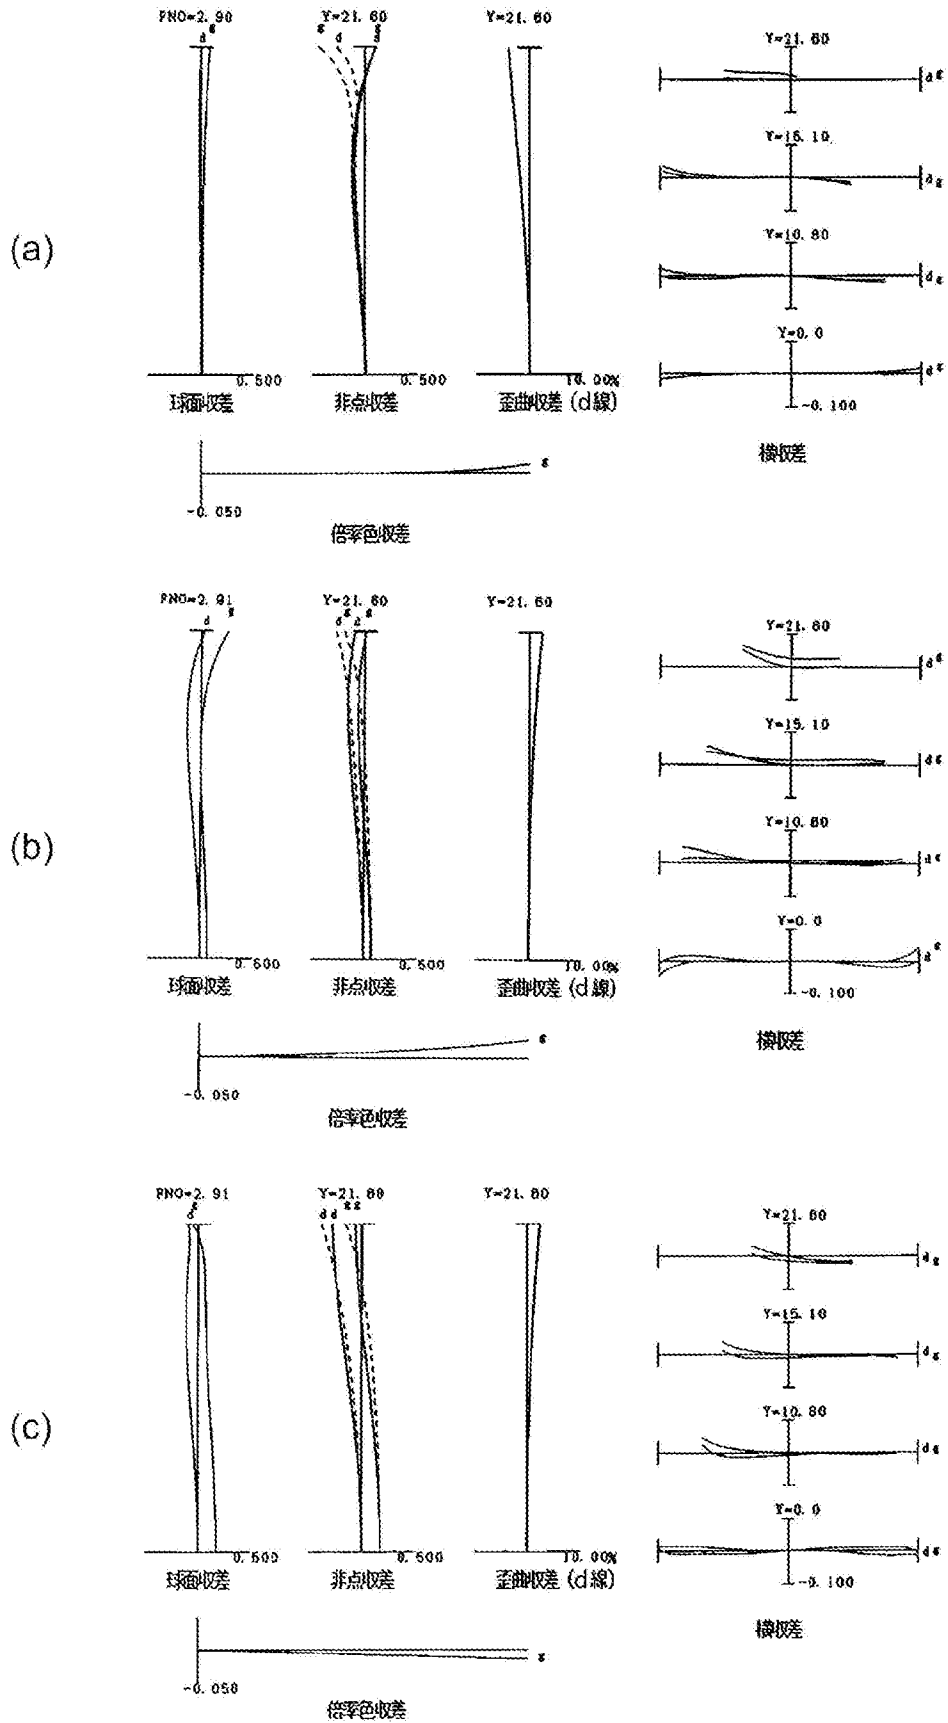 (a)
FNO=2.90
d g
球面収差
0.500
Y=21.60
g d g d
非点収差
0.500
Y=21.60
歪曲収差(d線)
10.00%
Y=21.60
d g
Y=15.10
d g
Y=10.80
d g
Y=0.0
d g
-0.100
横収差
g
-0.050
倍率色収差
(b)
FNO=2.91
d g
球面収差
0.500
Y=21.60
d g d g
非点収差
0.500
Y=21.60
歪曲収差(d線)
10.00%
Y=21.60
d g
Y=15.10
d g
Y=10.80
d g
Y=0.0
d g
-0.100
横収差
g
-0.050
倍率色収差
(c)
FNO=2.91
d g
球面収差
0.500
Y=21.60
d d g g
非点収差
0.500
Y=21.60
歪曲収差(d線)
10.00%
Y=21.60
d g
Y=15.10
d g
Y=10.80
d g
Y=0.0
d g
-0.100
横収差
g
-0.050
倍率色収差